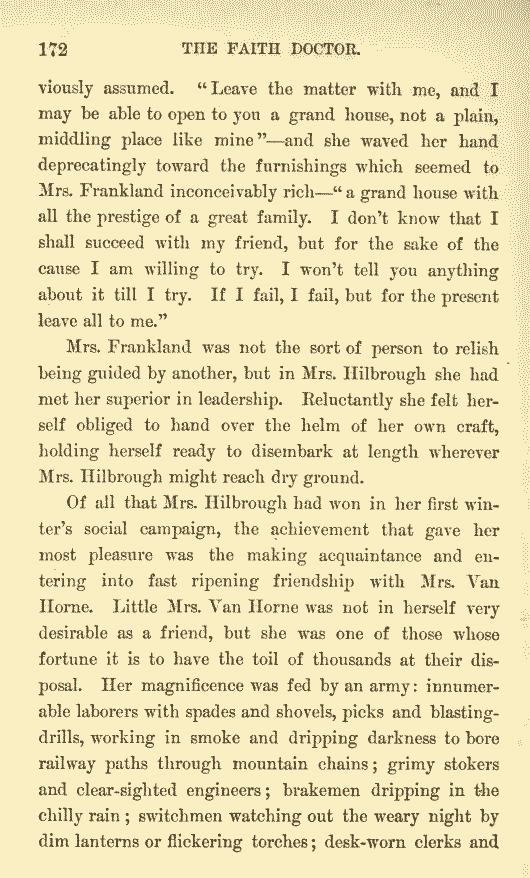 172 THE FAITH DOCTOR.
viously assumed. “Leave the matter with me, and I
may be able to open to you a grand house, not a plain,
middling place like mine”—and she waved her hand
deprecatingly toward the furnishings which seemed to
Mrs. Frankland inconceivably rich—“a grand house with
all the prestige of a great family. I don’t know that I
shall succeed with my friend, but for the sake of the
cause I am willing to try. I won’t tell you anything
about it till I try. If I fail, I fail, but for the present
leave all to me.”
Mrs. Frankland was not the sort of person to relish
being guided by another, but in Mrs. Hilbrough she had
met her superior in leadership. Reluctantly she felt her-
self obliged to hand over the helm of her own craft,
holding herself ready to disembark at length wherever
Mrs. Hilbrough might reach dry ground.
Of all that Mrs. Hilbrough had won in her first win-
ter’s social campaign, the achievement that gave her
most pleasure was the making acquaintance and en-
tering into fast ripening friendship with Mrs. Van
Horne. Little Mrs. Van Horne was not in herself very
desirable as a friend, but she was one of those whose
fortune it is to have the toil of thousands at their dis-
posal. Her magnificence was fed by an army: innumer-
able laborers with spades and shovels, picks and blasting-
drills, working in smoke and dripping darkness to bore
railway paths through mountain chains; grimy stokers
and clear-sighted engineers; brakemen dripping in the
chilly rain; switchmen watching out the weary night by
dim lanterns or flickering torches; desk-worn clerks and